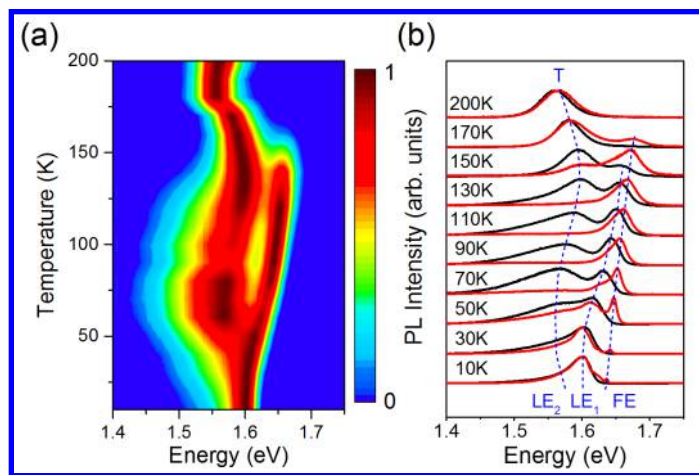 (a)
200
150
100
50
Temperature (K)
1.4 1.5 1.6 1.7
Energy (eV)
1
0
(b)
T
200K
170K
150K
130K
110K
90K
70K
50K
30K
10K
LE2 LE1 FE
PL Intensity (arb. units)
1.4 1.5 1.6 1.7
Energy (eV)